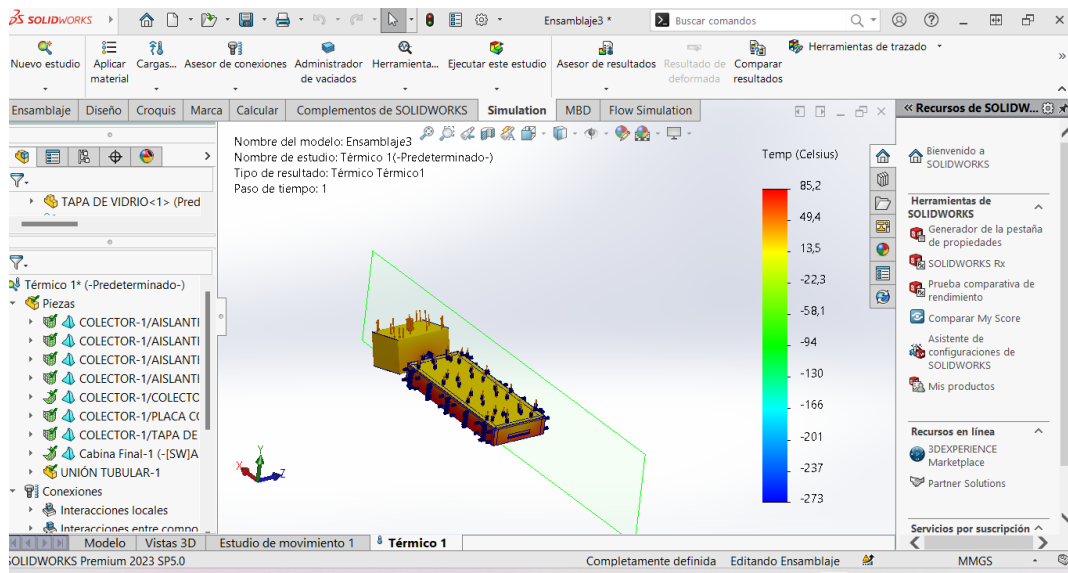 SOLIDWORKS
Ensamblaje3 *
Buscar comandos
Nuevo estudio
Aplicar material
Cargas...
Asesor de conexiones
Administrador de vaciados
Herramienta...
Ejecutar este estudio
Asesor de resultados
Resultado de deformada
Comparar resultados
Herramientas de trazado
Ensamblaje
Diseño
Croquis
Marca
Calcular
Complementos de SOLIDWORKS
Simulation
MBD
Flow Simulation
« Recursos de SOLIDW...
Nombre del modelo: Ensamblaje3
Nombre de estudio: Térmico 1(-Predeterminado-)
Tipo de resultado: Térmico Térmico1
Paso de tiempo: 1
TAPA DE VIDRIO<1> (Pred
Térmico 1* (-Predeterminado-)
Piezas
COLECTOR-1/AISLANTI
COLECTOR-1/AISLANTI
COLECTOR-1/AISLANTI
COLECTOR-1/AISLANTI
COLECTOR-1/COLECTO
COLECTOR-1/PLACA CO
COLECTOR-1/TAPA DE
Cabina Final-1 (-[SW]A
UNIÓN TUBULAR-1
Conexiones
Interacciones locales
Interacciones entre compo
Temp (Celsius)
85,2
49,4
13,5
-22,3
-58,1
-94
-130
-166
-201
-237
-273
X
Y
Z
Bienvenido a SOLIDWORKS
Herramientas de SOLIDWORKS
Generador de la pestaña de propiedades
SOLIDWORKS Rx
Prueba comparativa de rendimiento
Comparar My Score
Asistente de configuraciones de SOLIDWORKS
Mis productos
Recursos en línea
3DEXPERIENCE Marketplace
Partner Solutions
Servicios por suscripción
Modelo
Vistas 3D
Estudio de movimiento 1
Térmico 1
SOLIDWORKS Premium 2023 SP5.0
Completamente definida
Editando Ensamblaje
MMGS